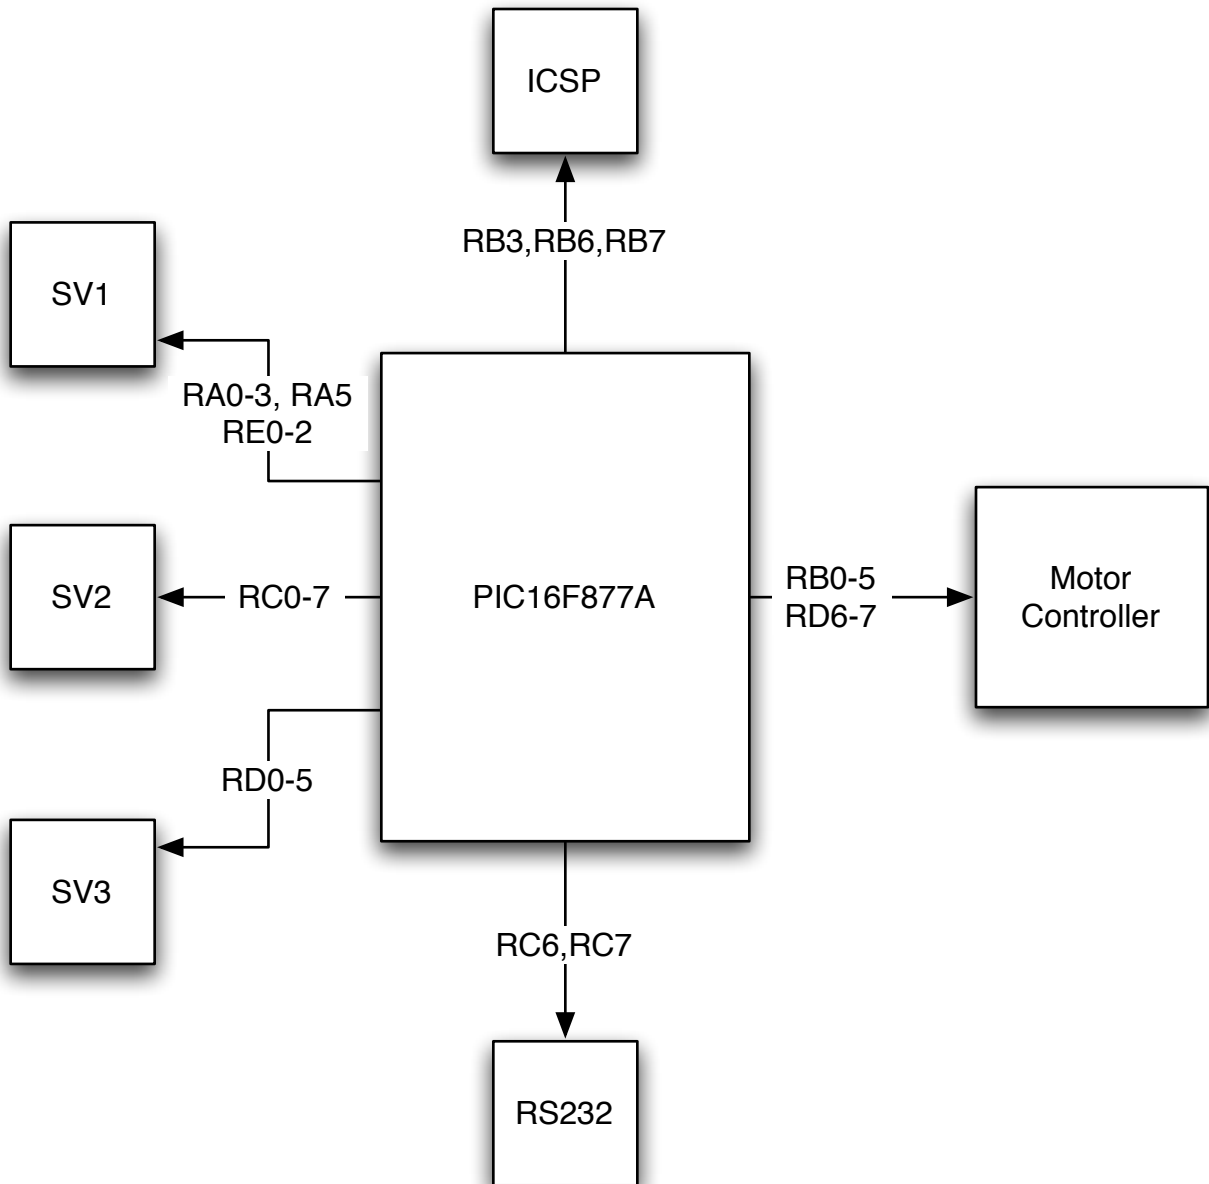 ICSP
RB3,RB6,RB7
SV1
RA0-3, RA5
RE0-2
SV2
RC0-7
PIC16F877A
RB0-5
RD6-7
Motor
Controller
RD0-5
SV3
RC6,RC7
RS232